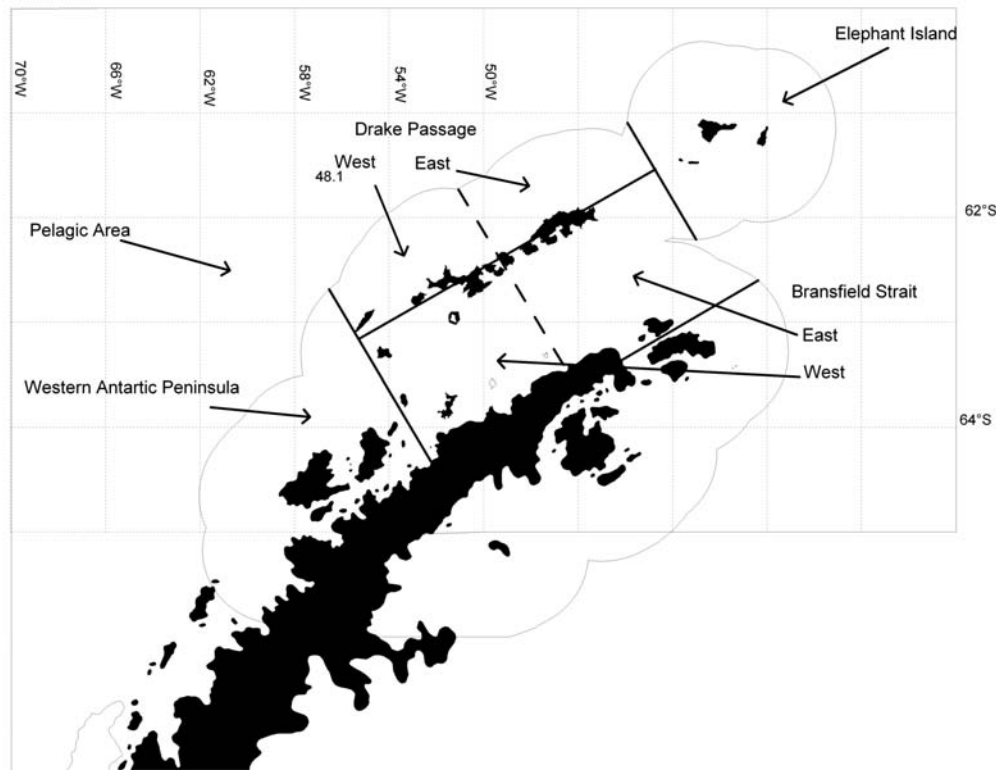 Elephant Island
70°W
66°W
62°W
58°W
54°W
50°W
Drake Passage
West
East
48.1
62°S
Pelagic Area
Bransfield Strait
East
West
Western Antartic Peninsula
64°S